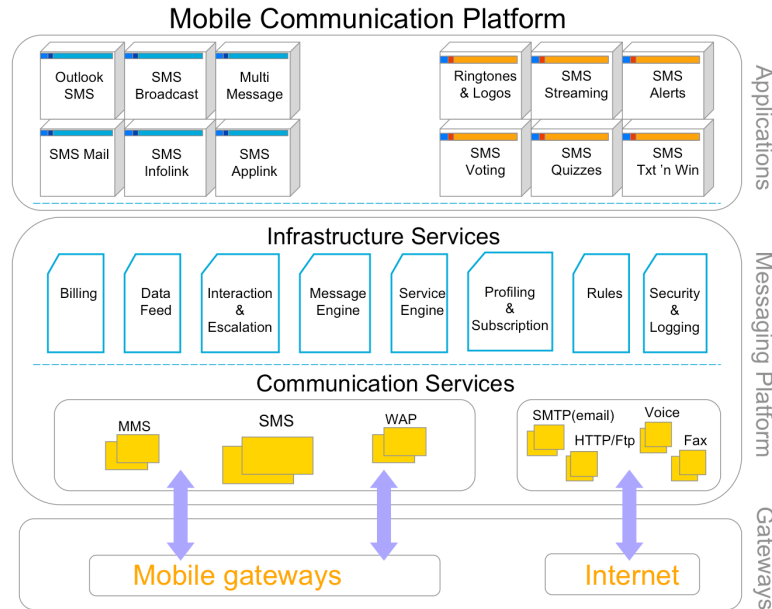 Mobile Communication Platform
Outlook
SMS
SMS
Broadcast
Multi
Message
Ringtones
& Logos
SMS
Streaming
SMS
Alerts
SMS Mail
SMS
Infolink
SMS
Applink
SMS
Voting
SMS
Quizzes
SMS
Txt 'n Win
Applications
Infrastructure Services
Billing
Data
Feed
Interaction
&
Escalation
Message
Engine
Service
Engine
Profiling
&
Subscription
Rules
Security
&
Logging
Messaging Platform
Communication Services
MMS
SMS
WAP
SMTP(email)
Voice
HTTP/Ftp
Fax
Gateways
Mobile gateways
Internet